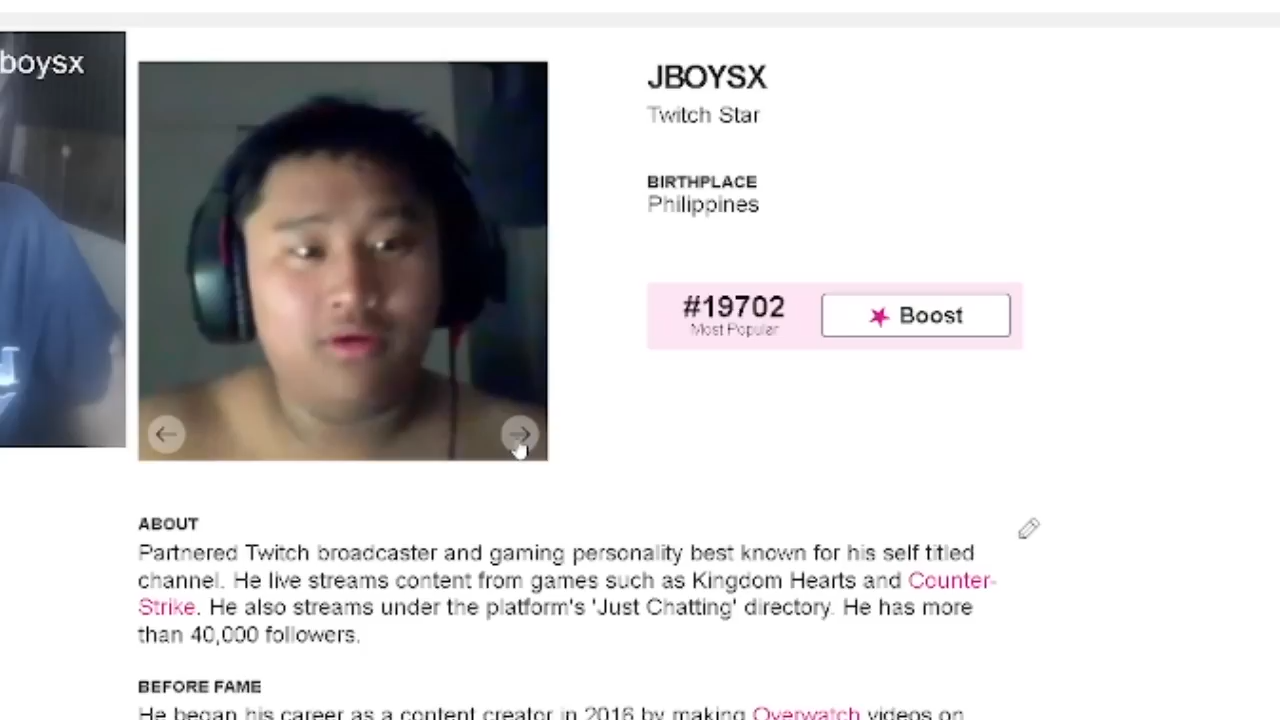 boysx
JBOYSX
Twitch Star
BIRTHPLACE
Philippines
#19702
Most Popular
Boost
ABOUT
Partnered Twitch broadcaster and gaming personality best known for his self titled
channel. He live streams content from games such as Kingdom Hearts and Counter-
Strike. He also streams under the platform's 'Just Chatting' directory. He has more
than 40,000 followers.
BEFORE FAME
He began his career as a content creator in 2016 by making Overwatch videos on